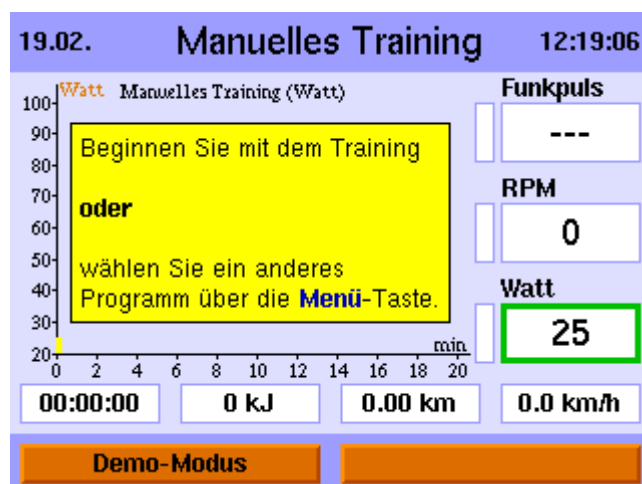 19.02. Manuelles Training 12:19:06
Watt Manuelles Training (Watt)
Funkpuls
100
90
80
70
60
50
40
30
20
Beginnen Sie mit dem Training
oder
wählen Sie ein anderes
Programm über die Menü-Taste.
---
RPM
0
Watt
25
min
0 2 4 6 8 10 12 14 16 18 20
00:00:00 0 kJ 0.00 km 0.0 km/h
Demo-Modus